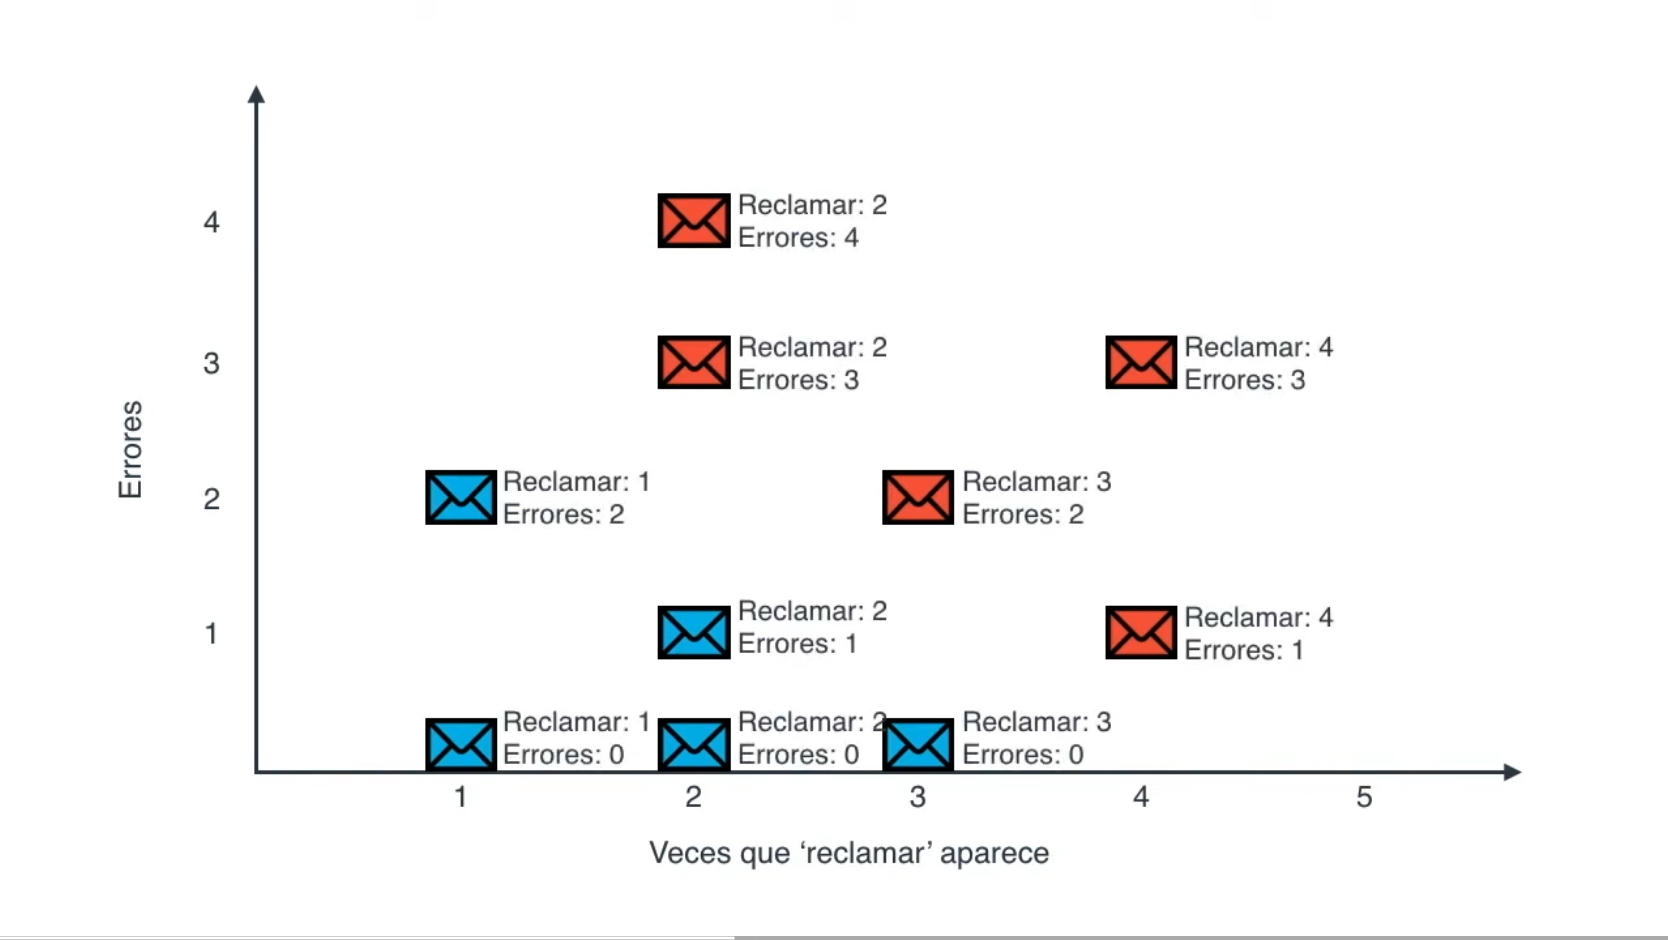 4
Reclamar: 2
Errores: 4
3
Reclamar: 2
Errores: 3
Reclamar: 4
Errores: 3
Errores
2
Reclamar: 1
Errores: 2
Reclamar: 3
Errores: 2
1
Reclamar: 2
Errores: 1
Reclamar: 4
Errores: 1
Reclamar: 1
Errores: 0
Reclamar: 2
Errores: 0
Reclamar: 3
Errores: 0
1 2 3 4 5
Veces que ‘reclamar’ aparece